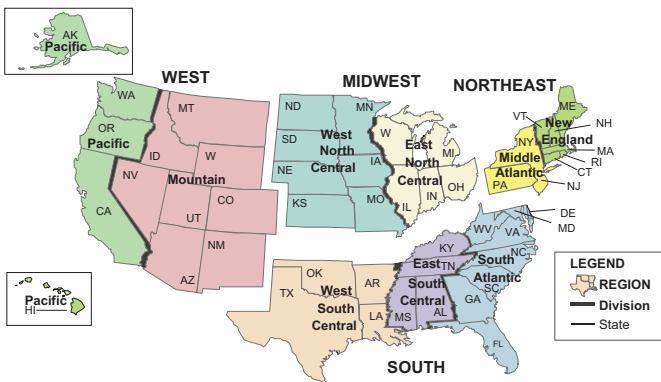 AK
Pacific
WEST
MIDWEST
NORTHEAST
WA
MT
OR
Pacific
ID
W
NV
Mountain
CA
UT
CO
AZ
NM
ND
MN
SD
West
North
Central
NE
IA
KS
MO
W
MI
East
North
Central
IL
IN
OH
ME
VT
New
England
NH
MA
RI
CT
NY
Middle
Atlantic
PA
NJ
DE
MD
WV
VA
KY
NC
East
TN
South
South
Central
Atlantic
SC
MS
AL
GA
FL
OK
AR
TX
West
South
Central
LA
SOUTH
Pacific
HI
LEGEND
REGION
Division
State